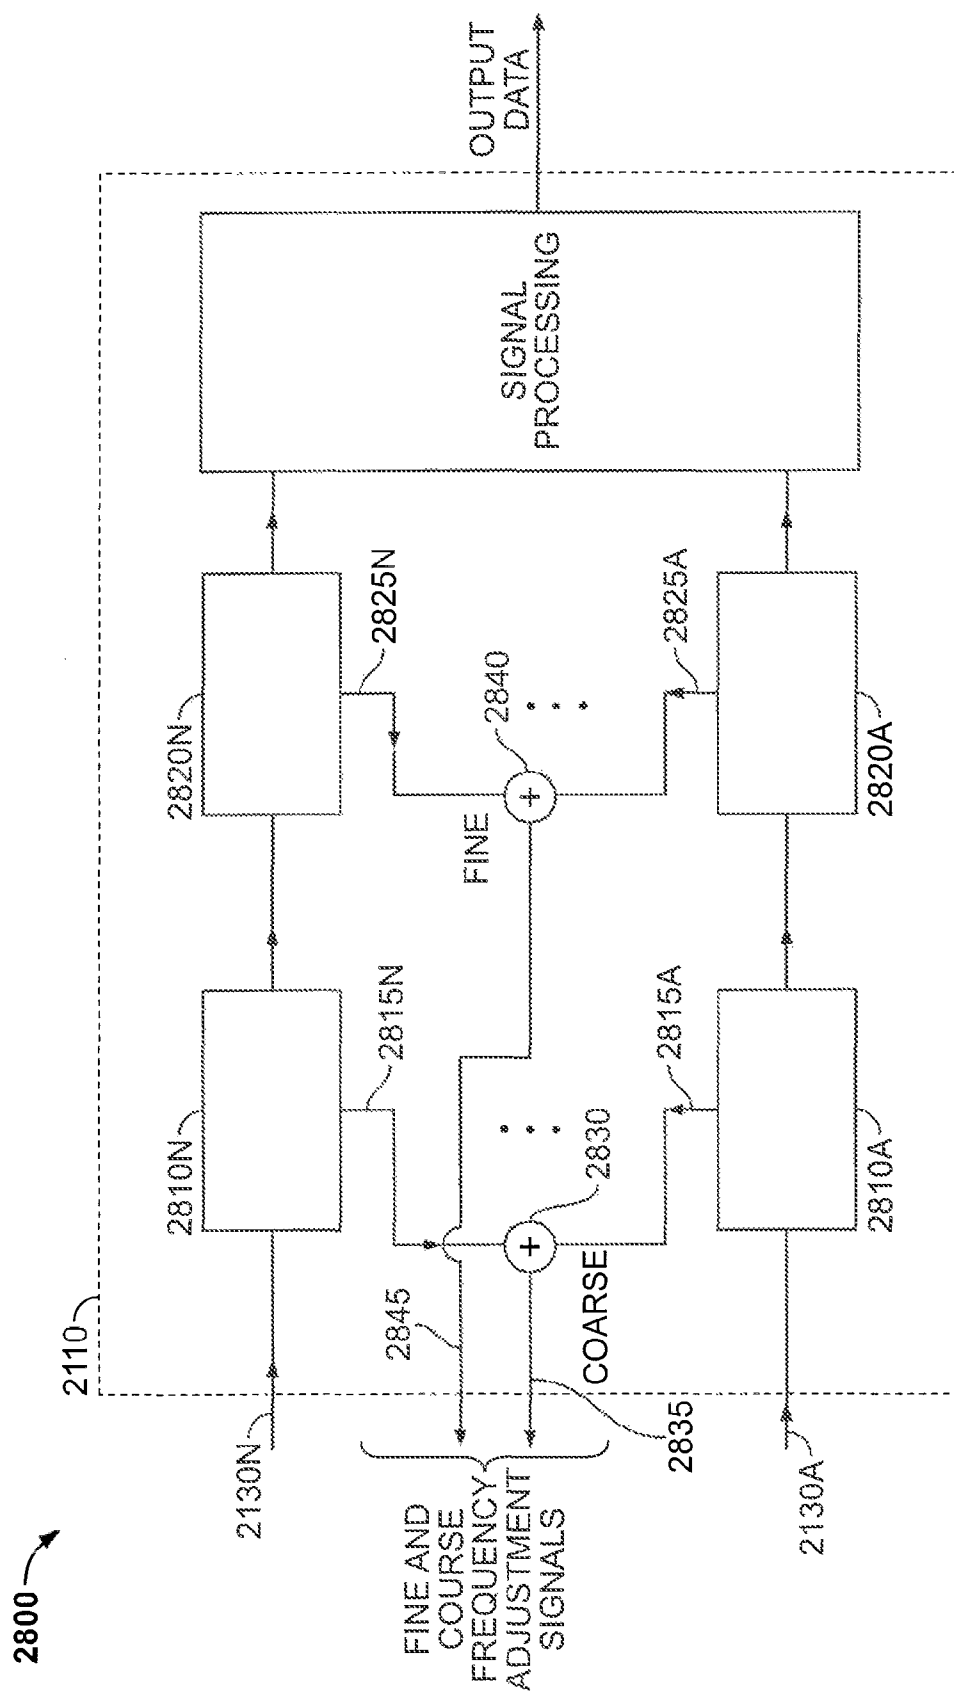 2800
2110
2130N
2810N
2815N
2820N
2825N
FINE AND
COURSE
FREQUENCY
ADJUSTMENT
SIGNALS
2845
2835
COARSE
2830
FINE
2840
SIGNAL
PROCESSING
OUTPUT
DATA
2130A
2810A
2815A
2820A
2825A
+
+